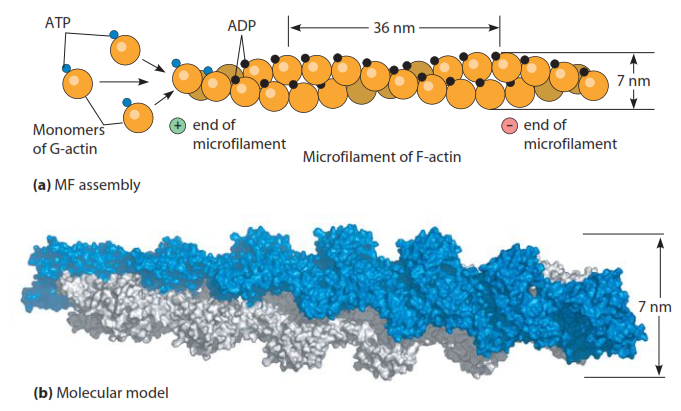 ATP
ADP
36 nm
7 nm
Monomers
of G-actin
+ end of
microfilament
− end of
microfilament
Microfilament of F-actin
(a) MF assembly
7 nm
(b) Molecular model